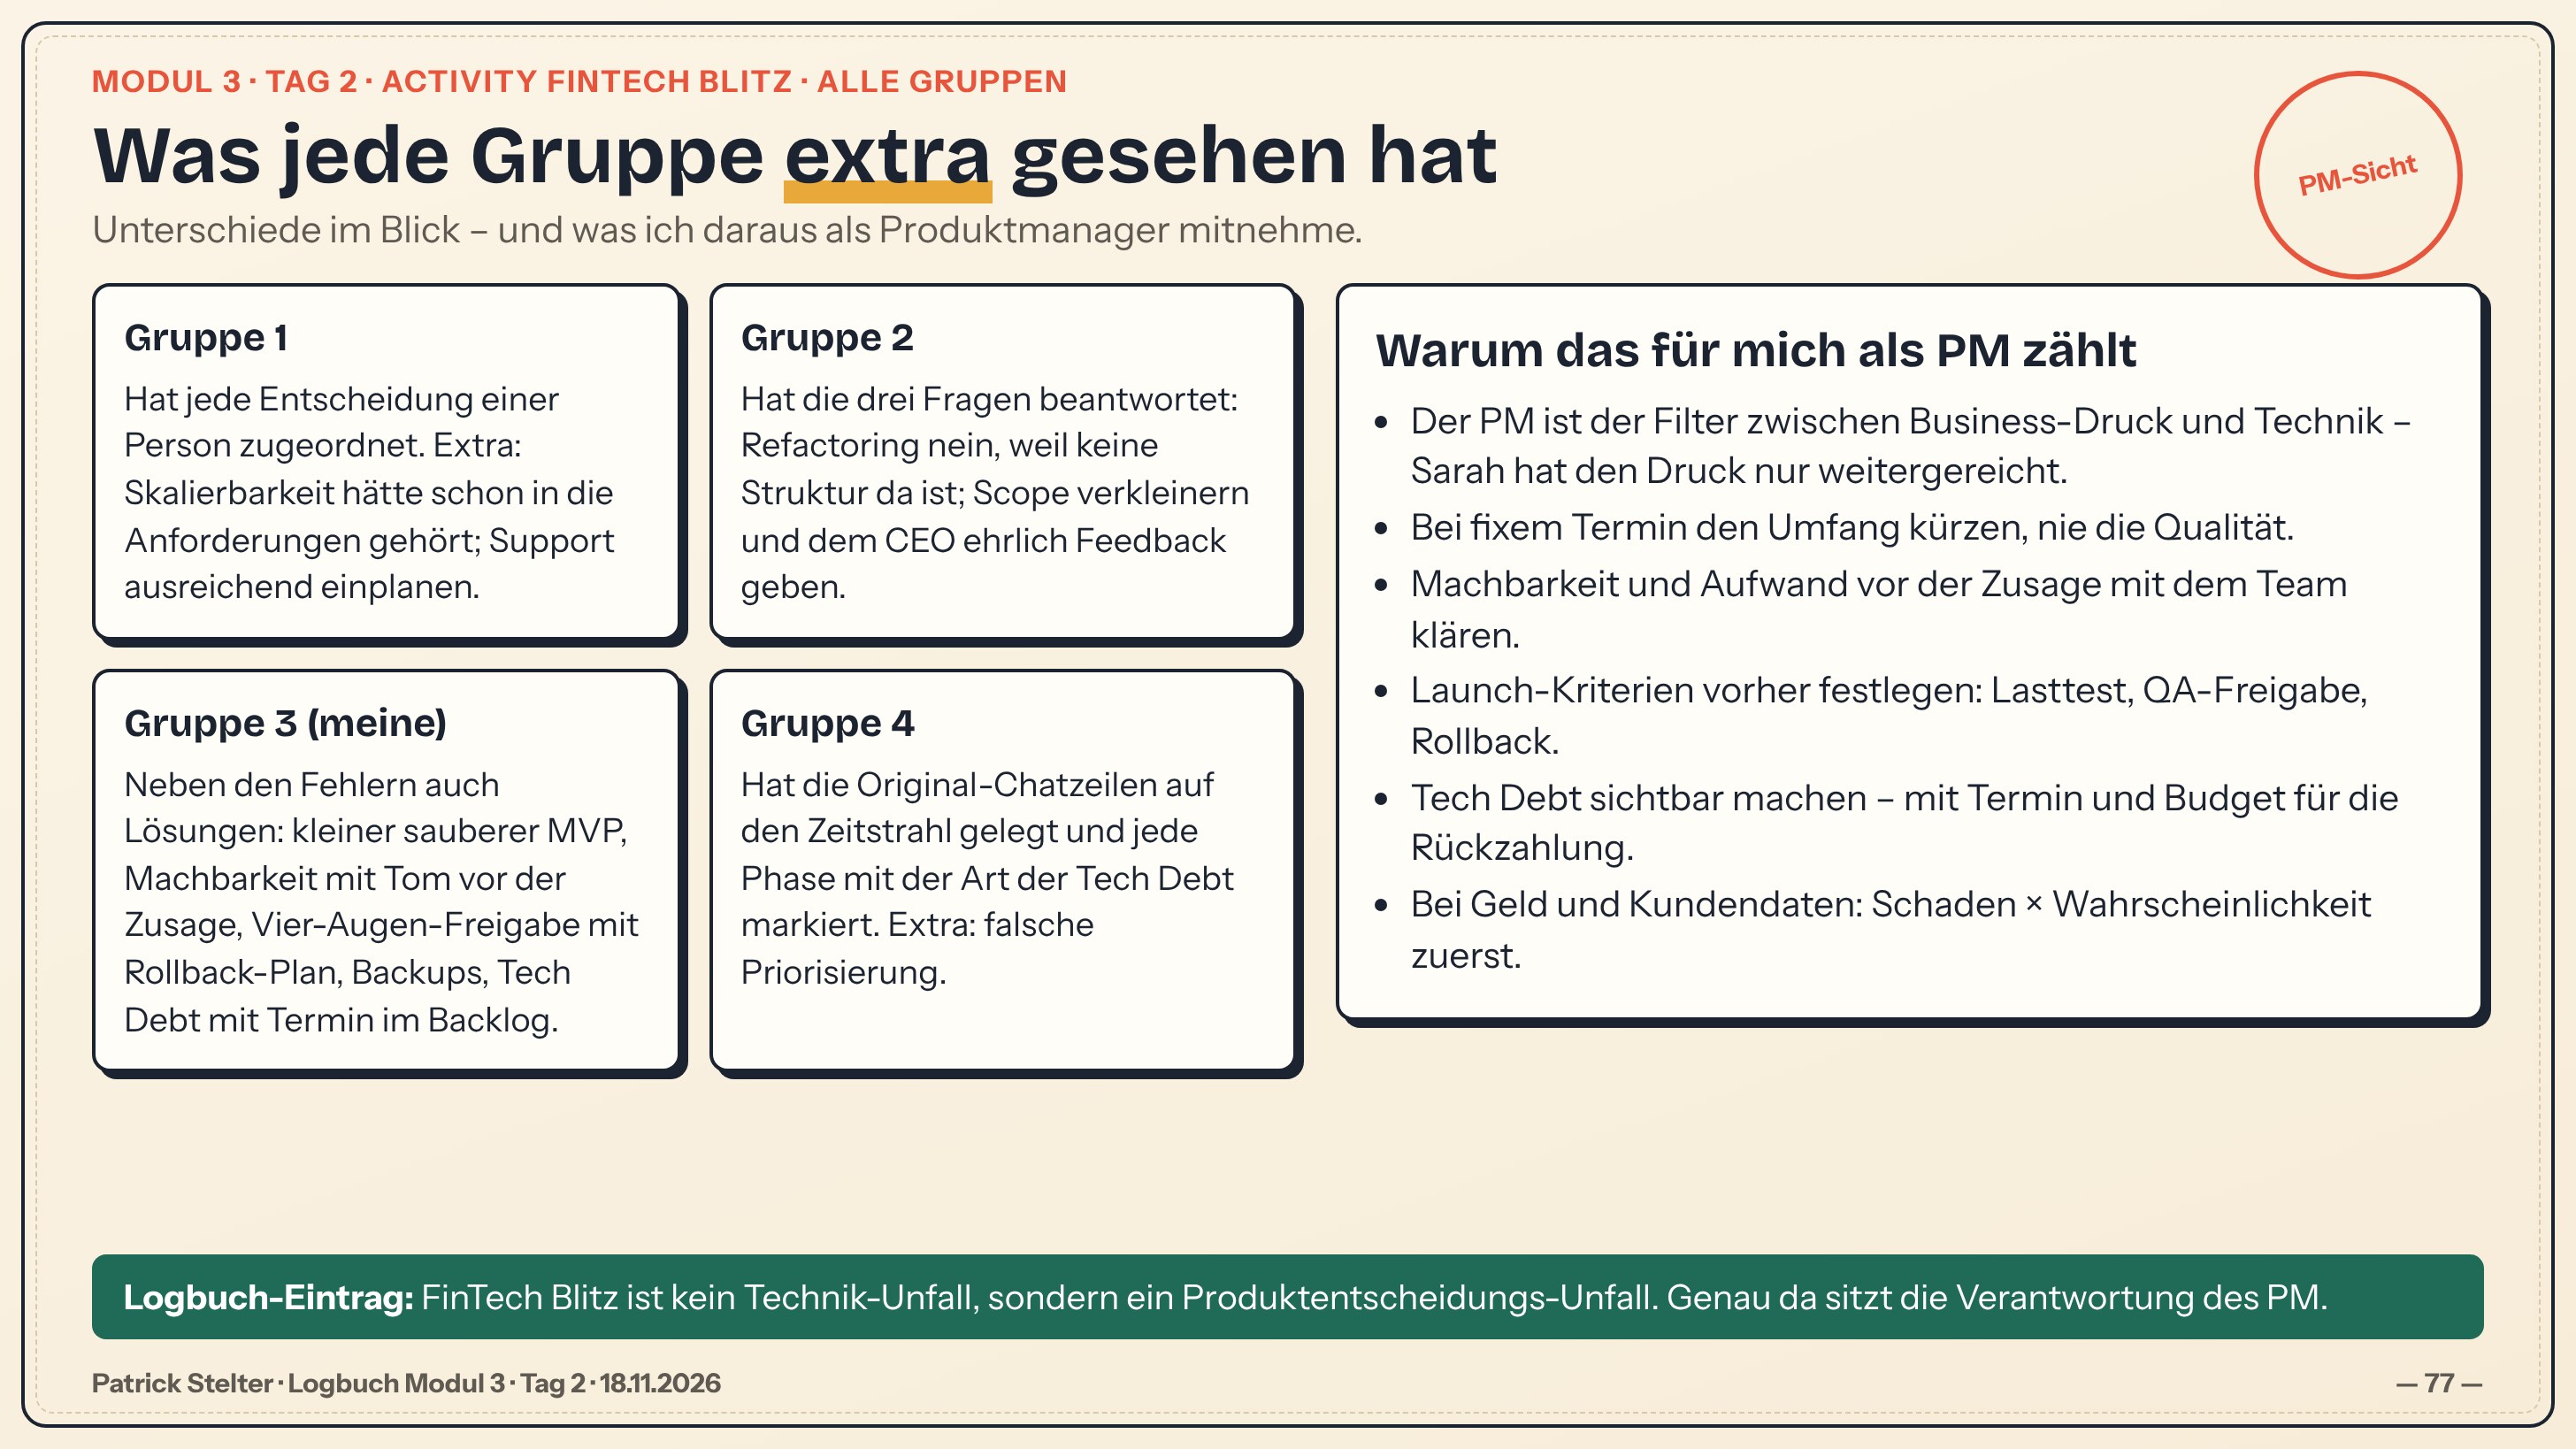 MODUL 3 · TAG 2 · ACTIVITY FINTECH BLITZ · ALLE GRUPPEN
Was jede Gruppe extra gesehen hat
Unterschiede im Blick – und was ich daraus als Produktmanager mitnehme.
PM-Sicht
Gruppe 1
Hat jede Entscheidung einer
Person zugeordnet. Extra:
Skalierbarkeit hätte schon in die
Anforderungen gehört; Support
ausreichend einplanen.
Gruppe 2
Hat die drei Fragen beantwortet:
Refactoring nein, weil keine
Struktur da ist; Scope verkleinern
und dem CEO ehrlich Feedback
geben.
Gruppe 3 (meine)
Neben den Fehlern auch
Lösungen: kleiner sauberer MVP,
Machbarkeit mit Tom vor der
Zusage, Vier-Augen-Freigabe mit
Rollback-Plan, Backups, Tech
Debt mit Termin im Backlog.
Gruppe 4
Hat die Original-Chatzeilen auf
den Zeitstrahl gelegt und jede
Phase mit der Art der Tech Debt
markiert. Extra: falsche
Priorisierung.
Warum das für mich als PM zählt
• Der PM ist der Filter zwischen Business-Druck und Technik –
Sarah hat den Druck nur weitergereicht.
• Bei fixem Termin den Umfang kürzen, nie die Qualität.
• Machbarkeit und Aufwand vor der Zusage mit dem Team
klären.
• Launch-Kriterien vorher festlegen: Lasttest, QA-Freigabe,
Rollback.
• Tech Debt sichtbar machen – mit Termin und Budget für die
Rückzahlung.
• Bei Geld und Kundendaten: Schaden × Wahrscheinlichkeit
zuerst.
Logbuch-Eintrag: FinTech Blitz ist kein Technik-Unfall, sondern ein Produktentscheidungs-Unfall. Genau da sitzt die Verantwortung des PM.
Patrick Stelter · Logbuch Modul 3 · Tag 2 · 18.11.2026
— 77 —